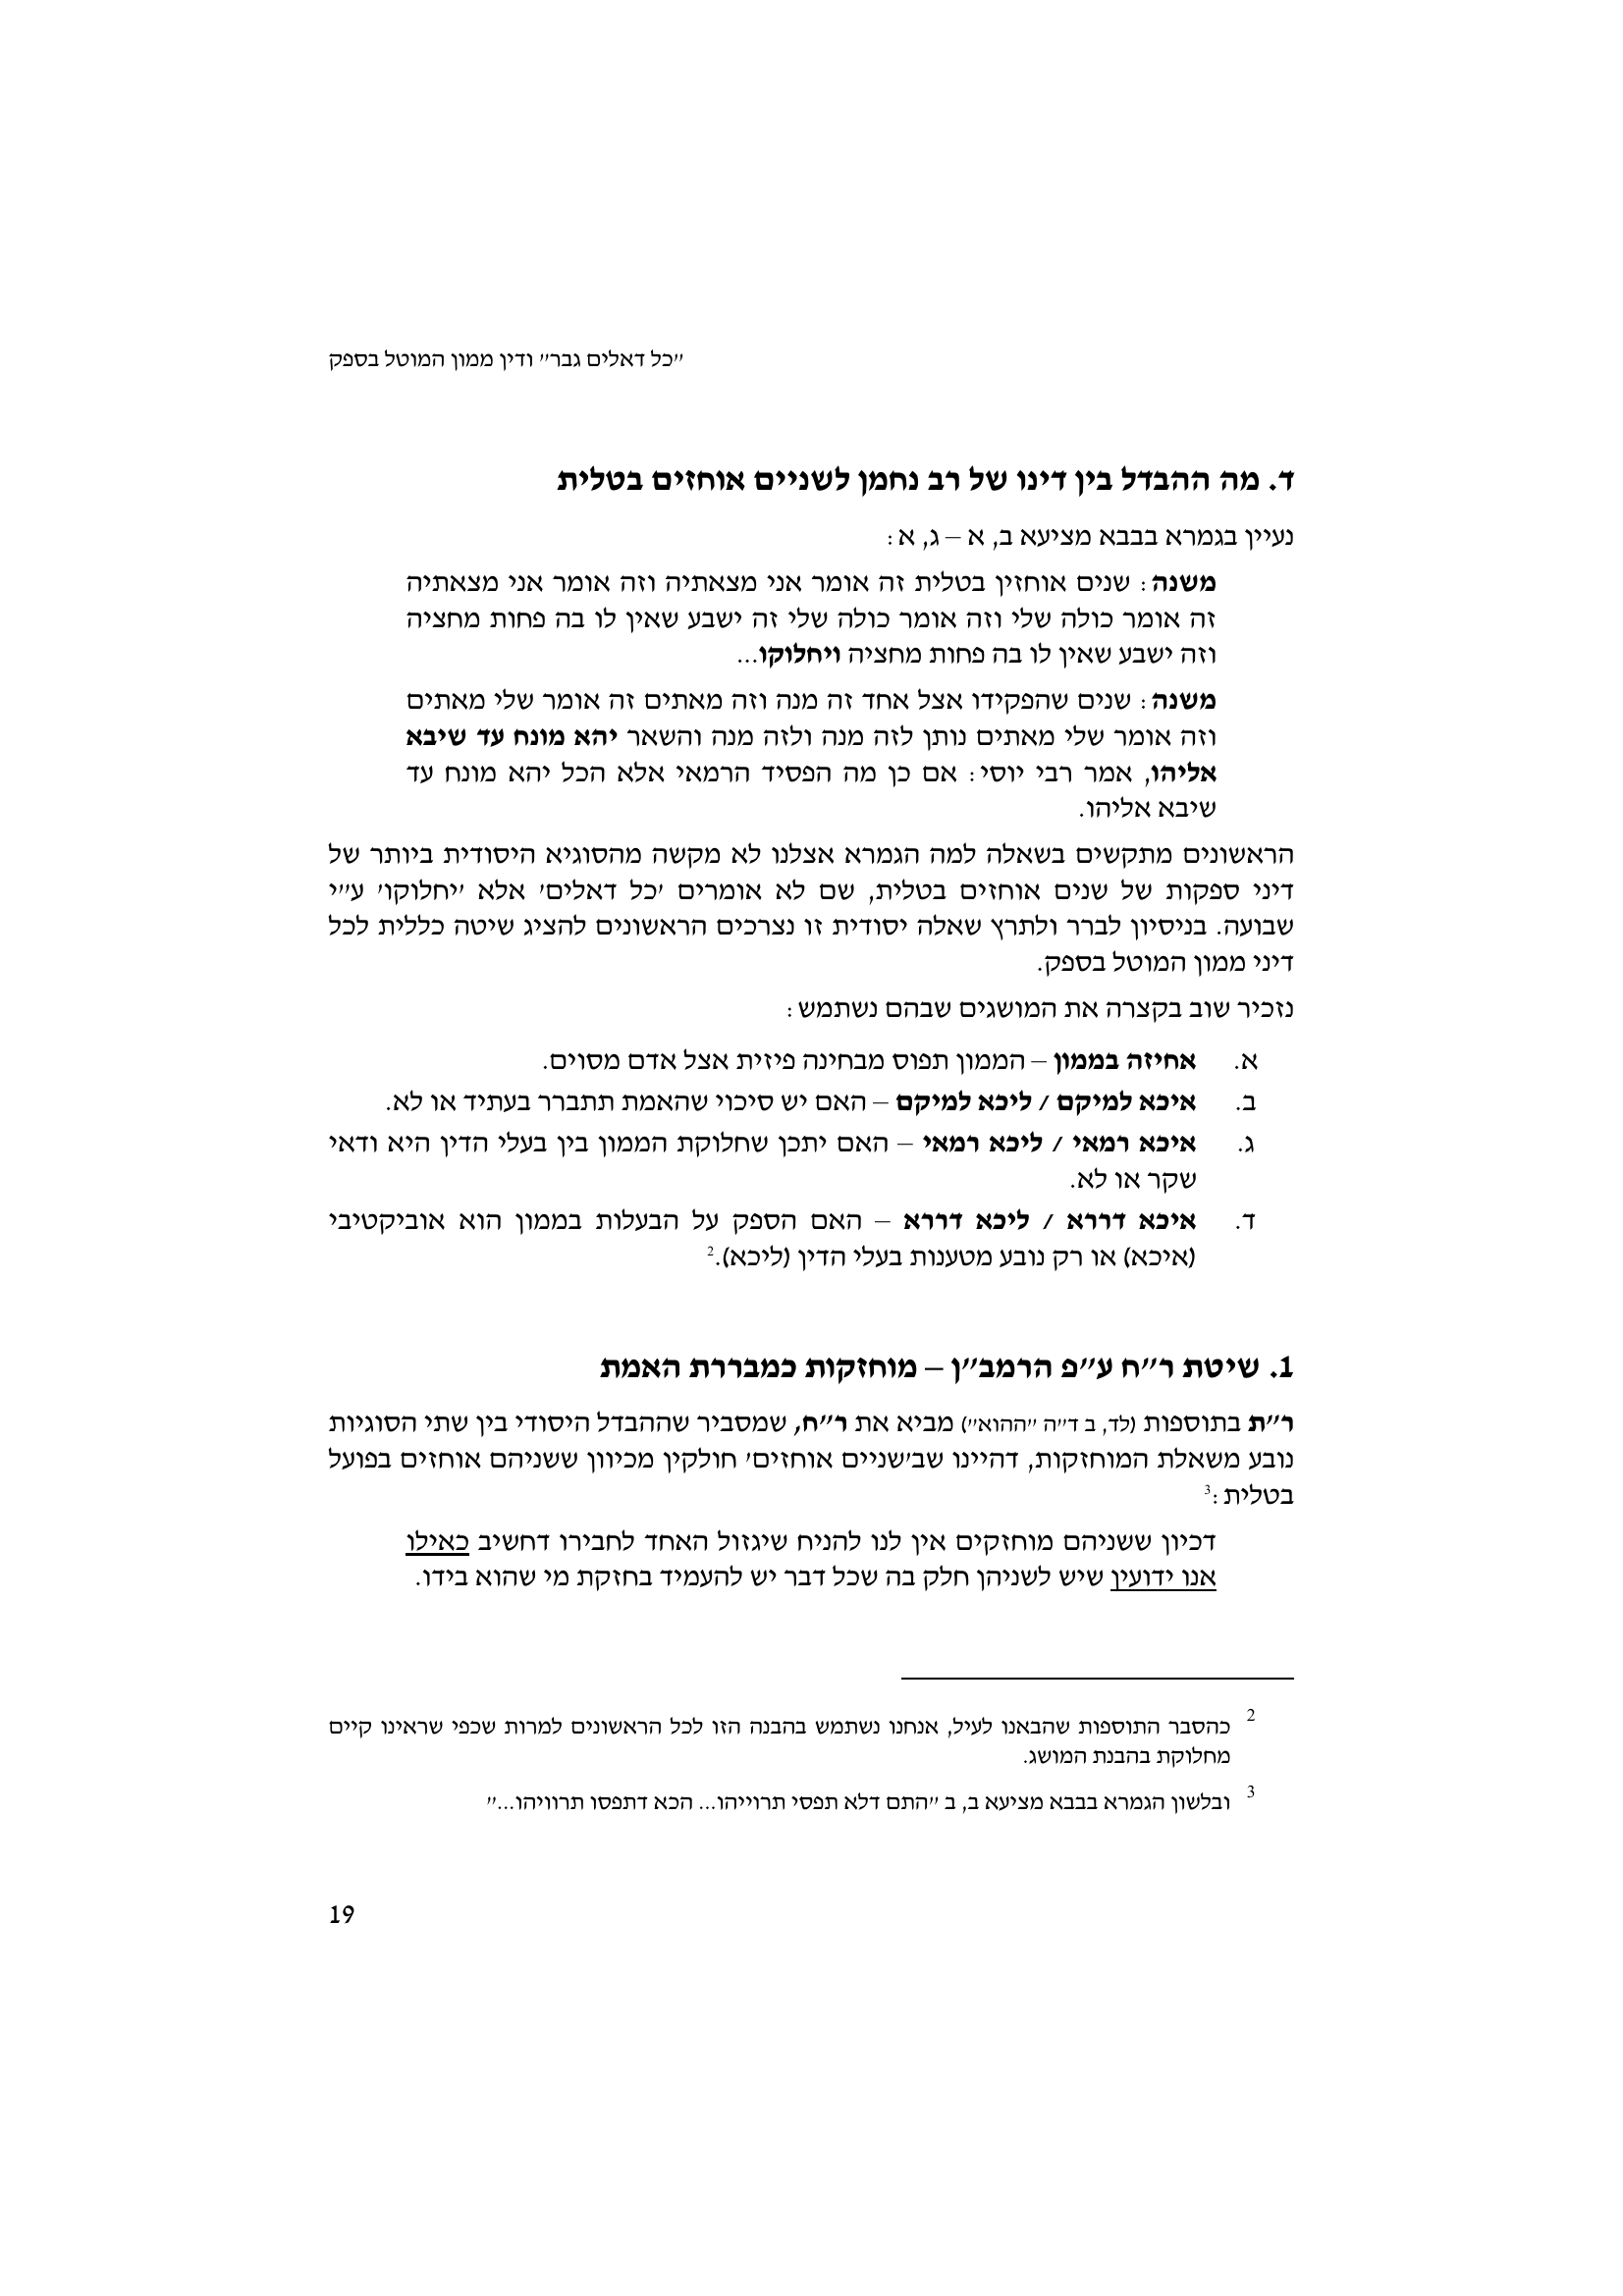 "כל דאלים גבר" ודין ממון המוטל בספק
ד. מה ההבדל בין דינו של רב נחמן לשניים אוחזים בטלית
נעיין בגמרא בבבא מציעא ב, א – ג, א:
משנה: שנים אוחזין בטלית זה אומר אני מצאתיה וזה אומר אני מצאתיה
זה אומר כולה שלי וזה אומר כולה שלי זה ישבע שאין לו בה פחות מחציה
וזה ישבע שאין לו בה פחות מחציה ויחלוקו...
משנה: שנים שהפקידו אצל אחד זה מנה וזה מאתים זה אומר שלי מאתים
וזה אומר שלי מאתים נותן לזה מנה ולזה מנה והשאר יהא מונח עד שיבא
אליהו, אמר רבי יוסי: אם כן מה הפסיד הרמאי אלא הכל יהא מונח עד
שיבא אליהו.
הראשונים מתקשים בשאלה למה הגמרא אצלנו לא מקשה מהסוגיא היסודית ביותר של
דיני ספקות של שנים אוחזים בטלית, שם לא אומרים 'כל דאלים' אלא 'יחלוקו' ע"י
שבועה. בניסיון לברר ולתרץ שאלה יסודית זו נצרכים הראשונים להציג שיטה כללית לכל
דיני ממון המוטל בספק.
נזכיר שוב בקצרה את המושגים שבהם נשתמש:
א. אחיזה בממון – הממון תפוס מבחינה פיזית אצל אדם מסוים.
ב. איכא למיקם / ליכא למיקם – האם יש סיכוי שהאמת תתברר בעתיד או לא.
ג. איכא רמאי / ליכא רמאי – האם יתכן שחלוקת הממון בין בעלי הדין היא ודאי
שקר או לא.
ד. איכא דררא / ליכא דררא – האם הספק על הבעלות בממון הוא אוביקטיבי
(איכא) או רק נובע מטענות בעלי הדין (ליכא).2
1. שיטת ר"ח ע"פ הרמב"ן – מוחזקות כמבררת האמת
ר"ת בתוספות (לד, ב ד"ה "ההוא") מביא את ר"ח, שמסביר שההבדל היסודי בין שתי הסוגיות
נובע משאלת המוחזקות, דהיינו שב'שניים אוחזים' חולקין מכיוון ששניהם אוחזים בפועל
בטלית:3
דכיון ששניהם מוחזקים אין לנו להניח שיגזול האחד לחבירו דחשיב כאילו
אנו ידועין שיש לשניהן חלק בה שכל דבר יש להעמיד בחזקת מי שהוא בידו.
2 כהסבר התוספות שהבאנו לעיל, אנחנו נשתמש בהבנה הזו לכל הראשונים למרות שכפי שראינו קיים
מחלוקת בהבנת המושג.
3 ובלשון הגמרא בבבא מציעא ב, ב "התם דלא תפסי תרוייהו... הכא דתפסו תרוויהו..."
19